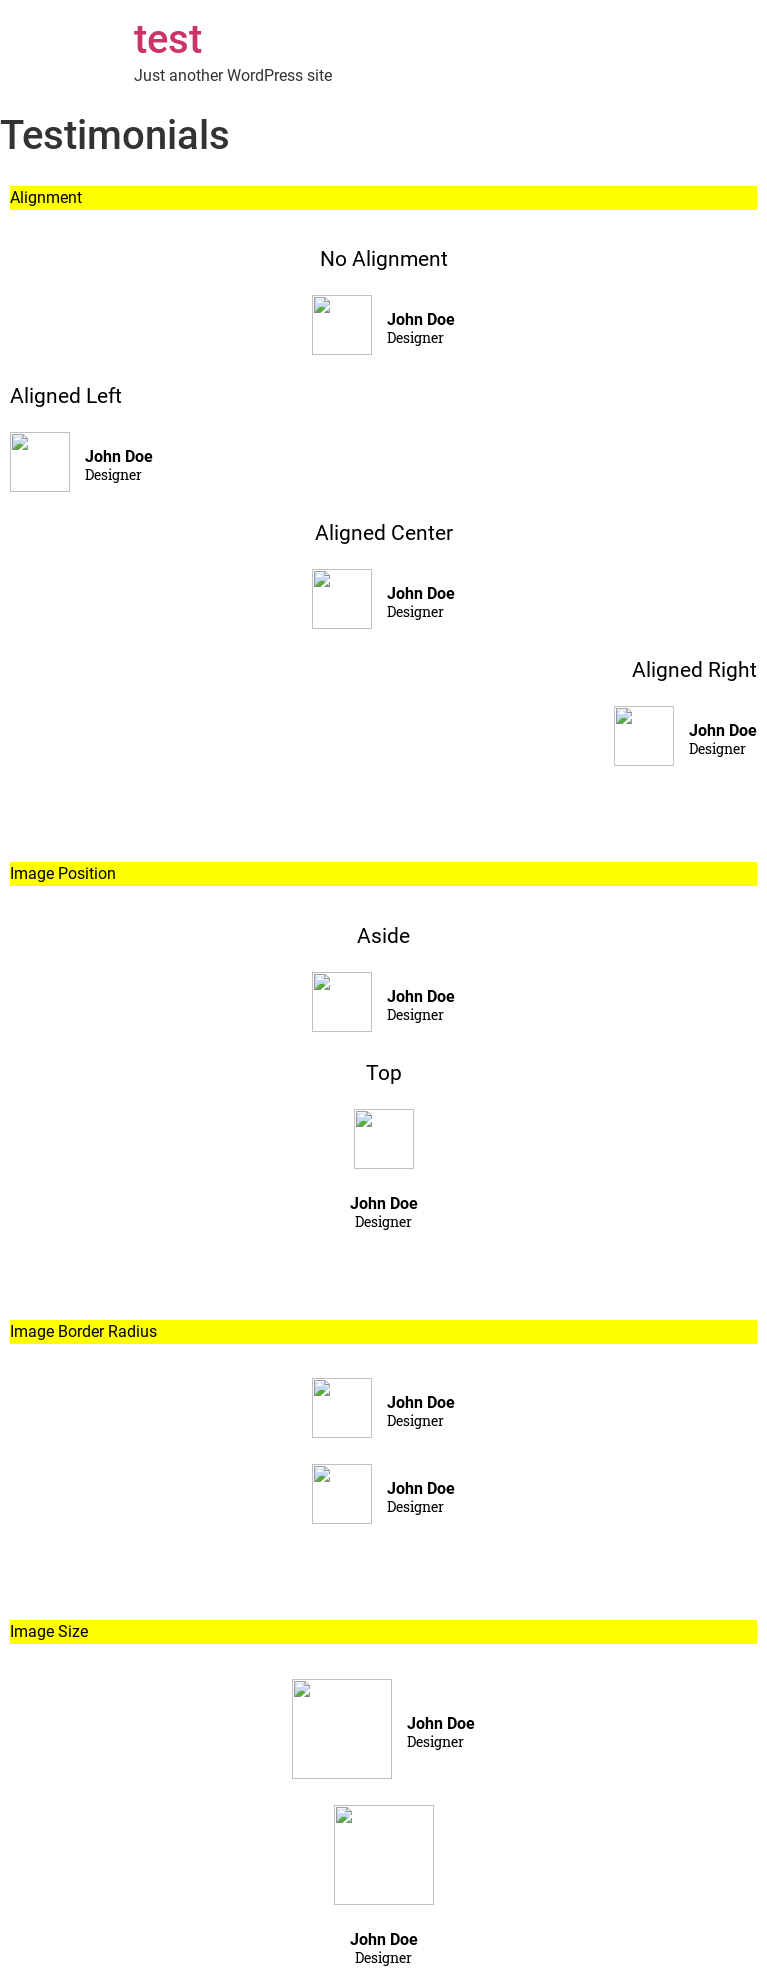 test
Just another WordPress site
Testimonials
Alignment
No Alignment
John Doe
Designer
Aligned Left
John Doe
Designer
Aligned Center
John Doe
Designer
Aligned Right
John Doe
Designer
Image Position
Aside
John Doe
Designer
Top
John Doe
Designer
Image Border Radius
John Doe
Designer
John Doe
Designer
Image Size
John Doe
Designer
John Doe
Designer